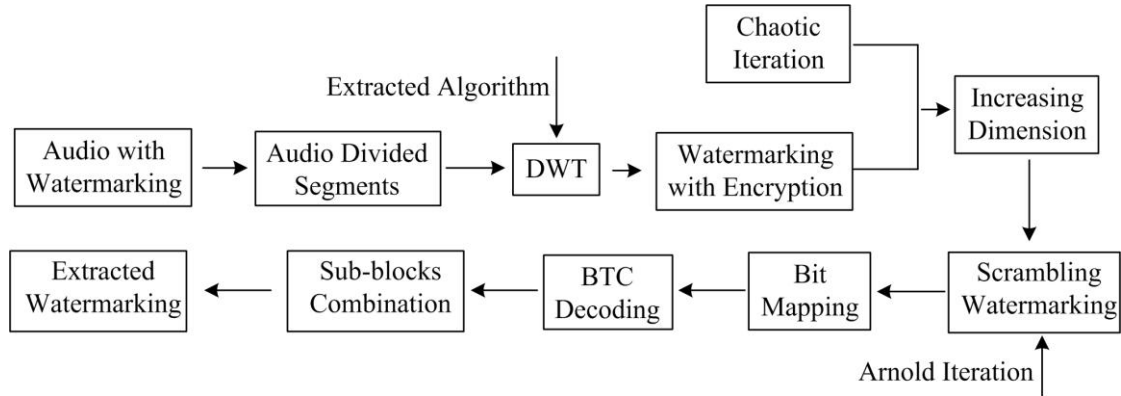 Chaotic
Iteration
Extracted Algorithm
Increasing
Dimension
Audio with
Watermarking
Audio Divided
Segments
DWT
Watermarking
with Encryption
Extracted
Watermarking
Sub-blocks
Combination
BTC
Decoding
Bit
Mapping
Scrambling
Watermarking
Arnold Iteration